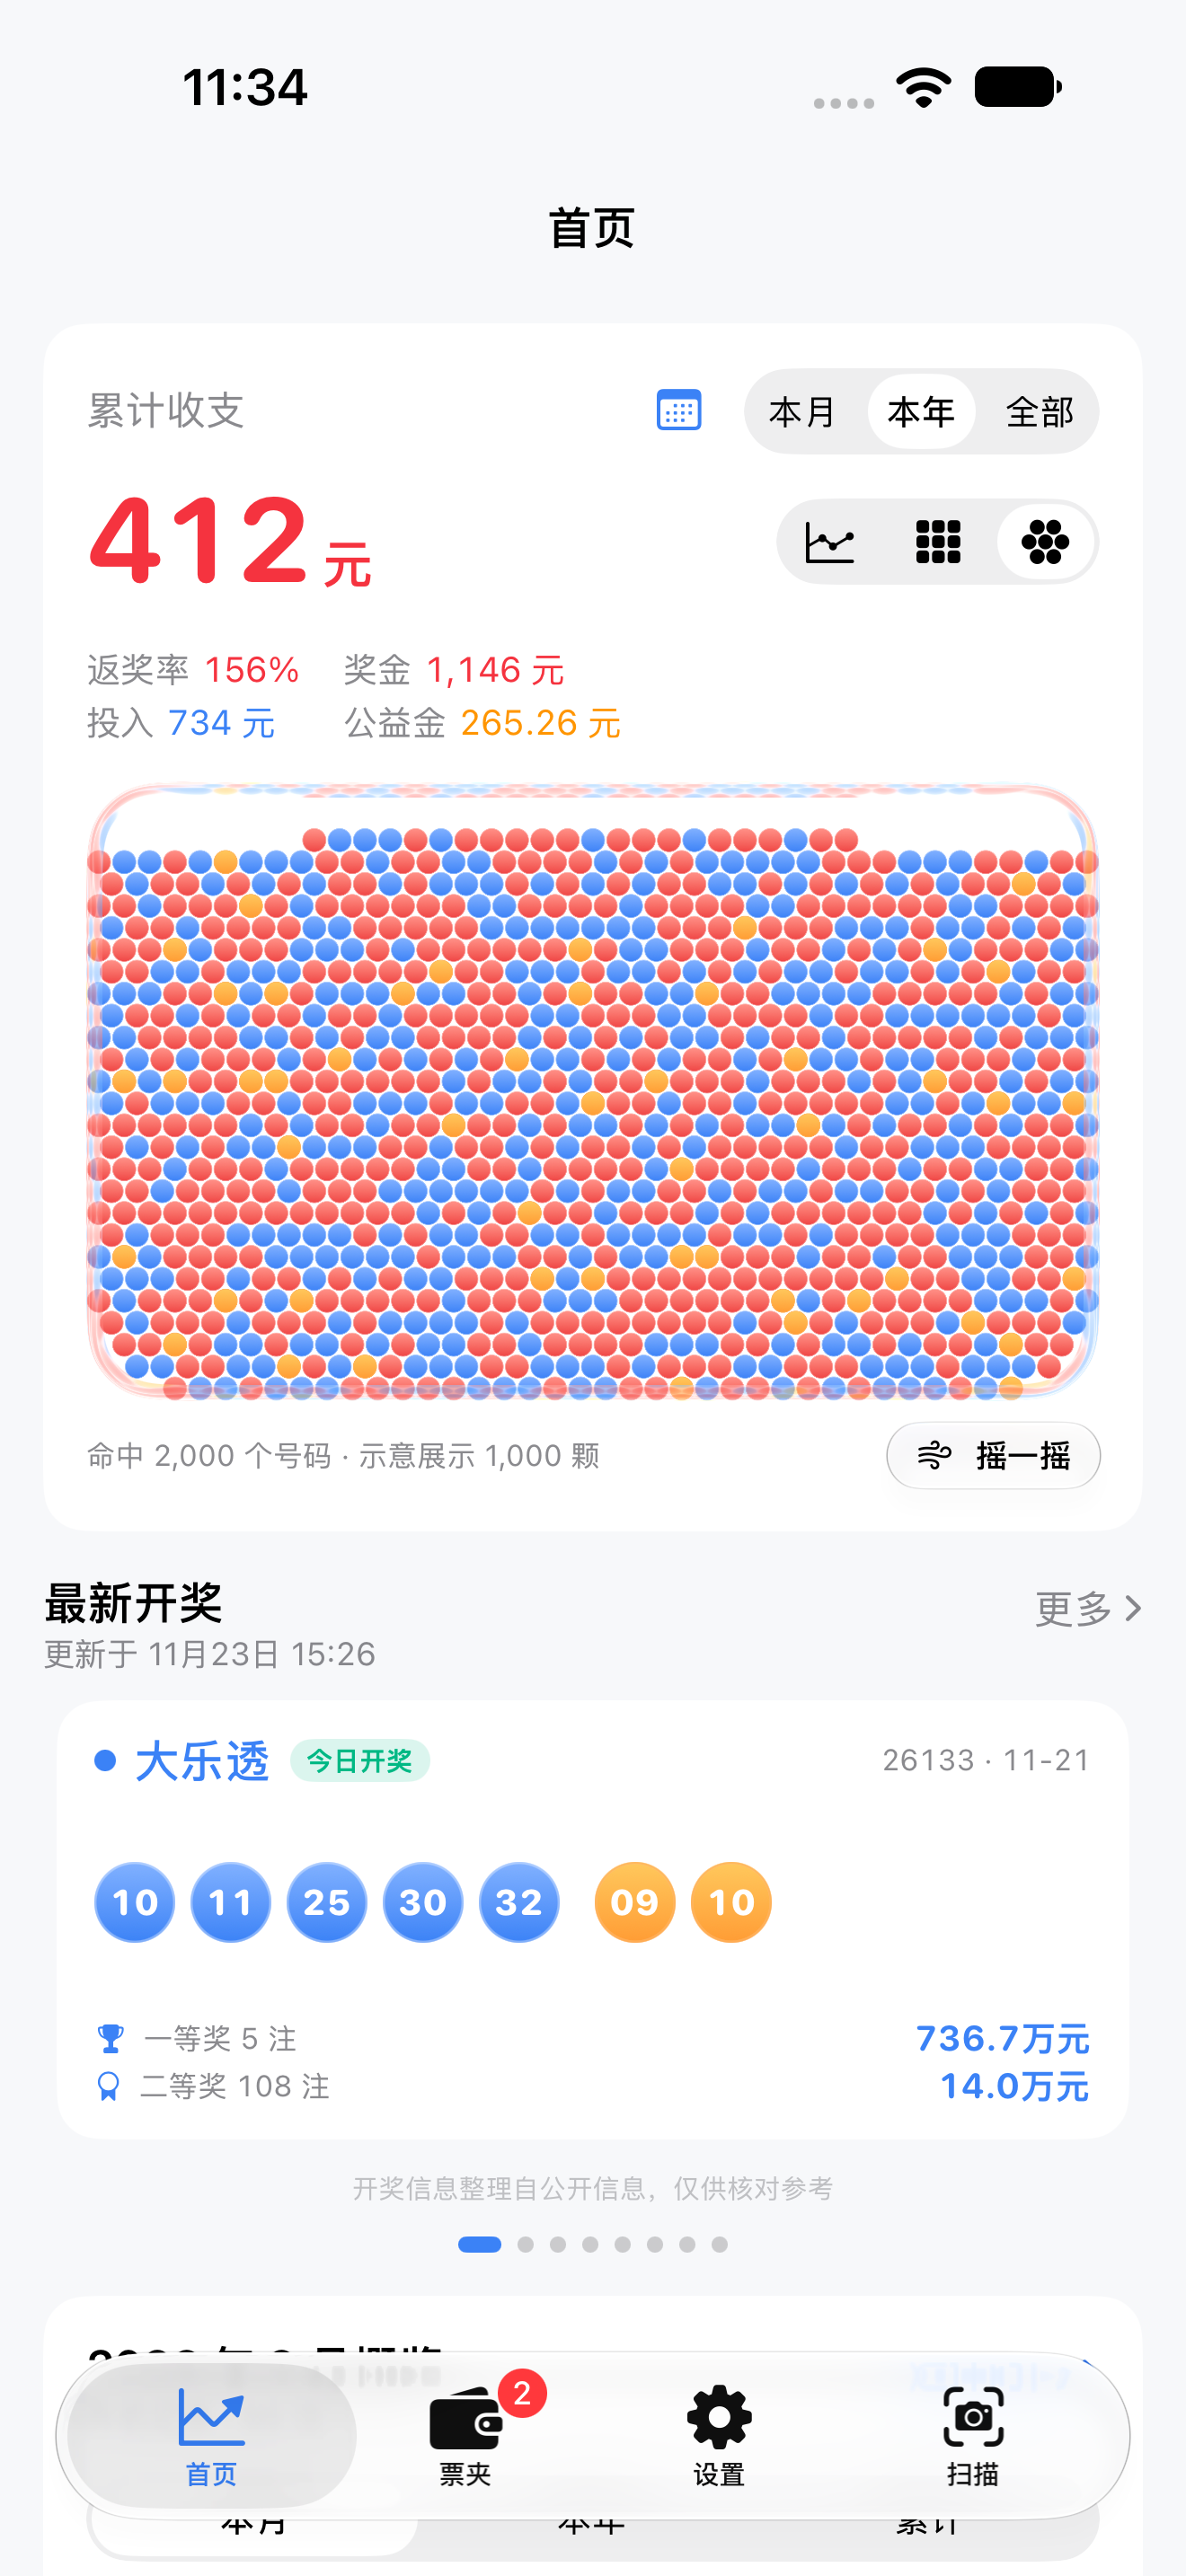 11:34
首页
累计收支
本月 本年 全部
412 元
返奖率 156% 奖金 1,146 元
投入 734 元 公益金 265.26 元
命中 2,000 个号码 · 示意展示 1,000 颗
摇一摇
最新开奖
更多
更新于 11月23日 15:26
大乐透 今日开奖 26133 · 11-21
10 11 25 30 32 09 10
一等奖 5 注 736.7万元
二等奖 108 注 14.0万元
开奖信息整理自公开信息，仅供核对参考
2
首页 票夹 设置 扫描
本月 本年 累计